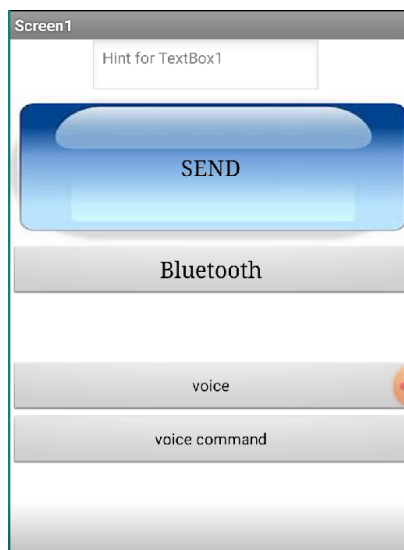 Screen1
Hint for TextBox1
SEND
Bluetooth
voice
voice command